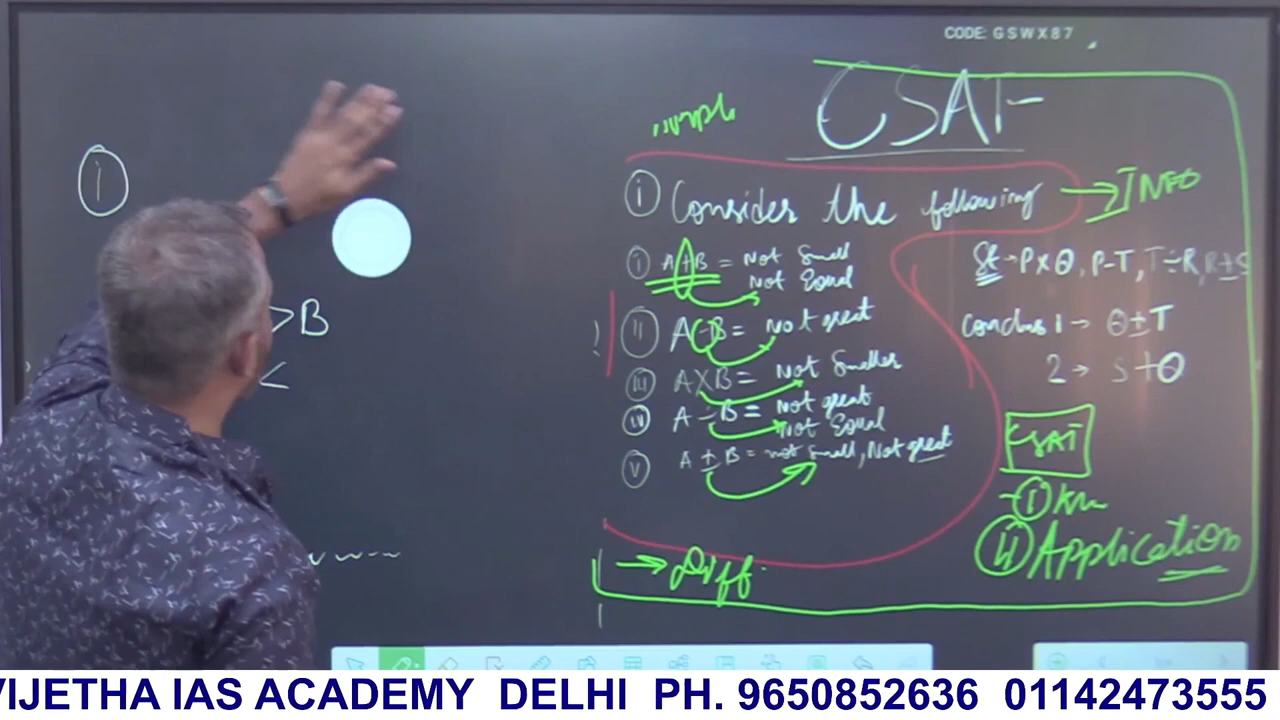 CODE: GSWX87
CSAT-
i Consider the following → INFO
i A+B = Not Small
Not Equal
ii A-B = Not great
iii A×B = Not Smaller
iv A÷B = Not great
Not Equal
v A±B = not small, Not great
→ Diff.
St → P×Q, P-T, T÷R, R±S
Conclus 1 → Q±T
2 → S+Q
CSAT
I
II Application
I
>B
<
VIJETHA IAS ACADEMY DELHI PH. 9650852636 01142473555